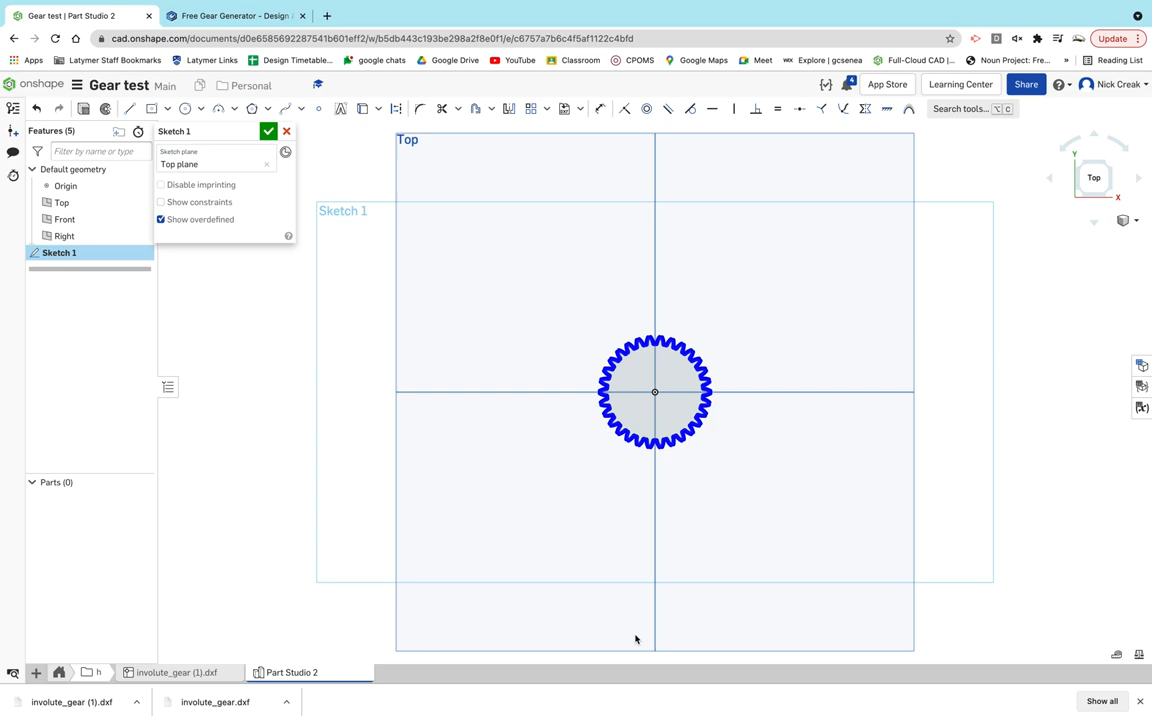 Gear test | Part Studio 2
Free Gear Generator - Design
cad.onshape.com/documents/d0e6585692287541b601eff2/w/b5db443c193be298a2f8e0f1/e/c6757a7b6c4f5af1122c4bfd
Update
Apps
Latymer Staff Bookmarks
Latymer Links
Design Timetable...
google chats
Google Drive
YouTube
Classroom
CPOMS
Google Maps
Meet
wx Explore | gcsenea
Full-Cloud CAD |...
Noun Project: Fre...
»
Reading List
onshape
Gear test Main
Personal
4
App Store
Learning Center
Share
Nick Creak
Search tools... ⌥ C
Features (5)
Filter by name or type
Default geometry
Origin
Top
Front
Right
Sketch 1
Sketch 1
Sketch plane
Top plane
Disable imprinting
Show constraints
Show overdefined
Top
Sketch 1
Y
Top
X
Parts (0)
h
involute_gear (1).dxf
Part Studio 2
involute_gear (1).dxf
involute_gear.dxf
Show all